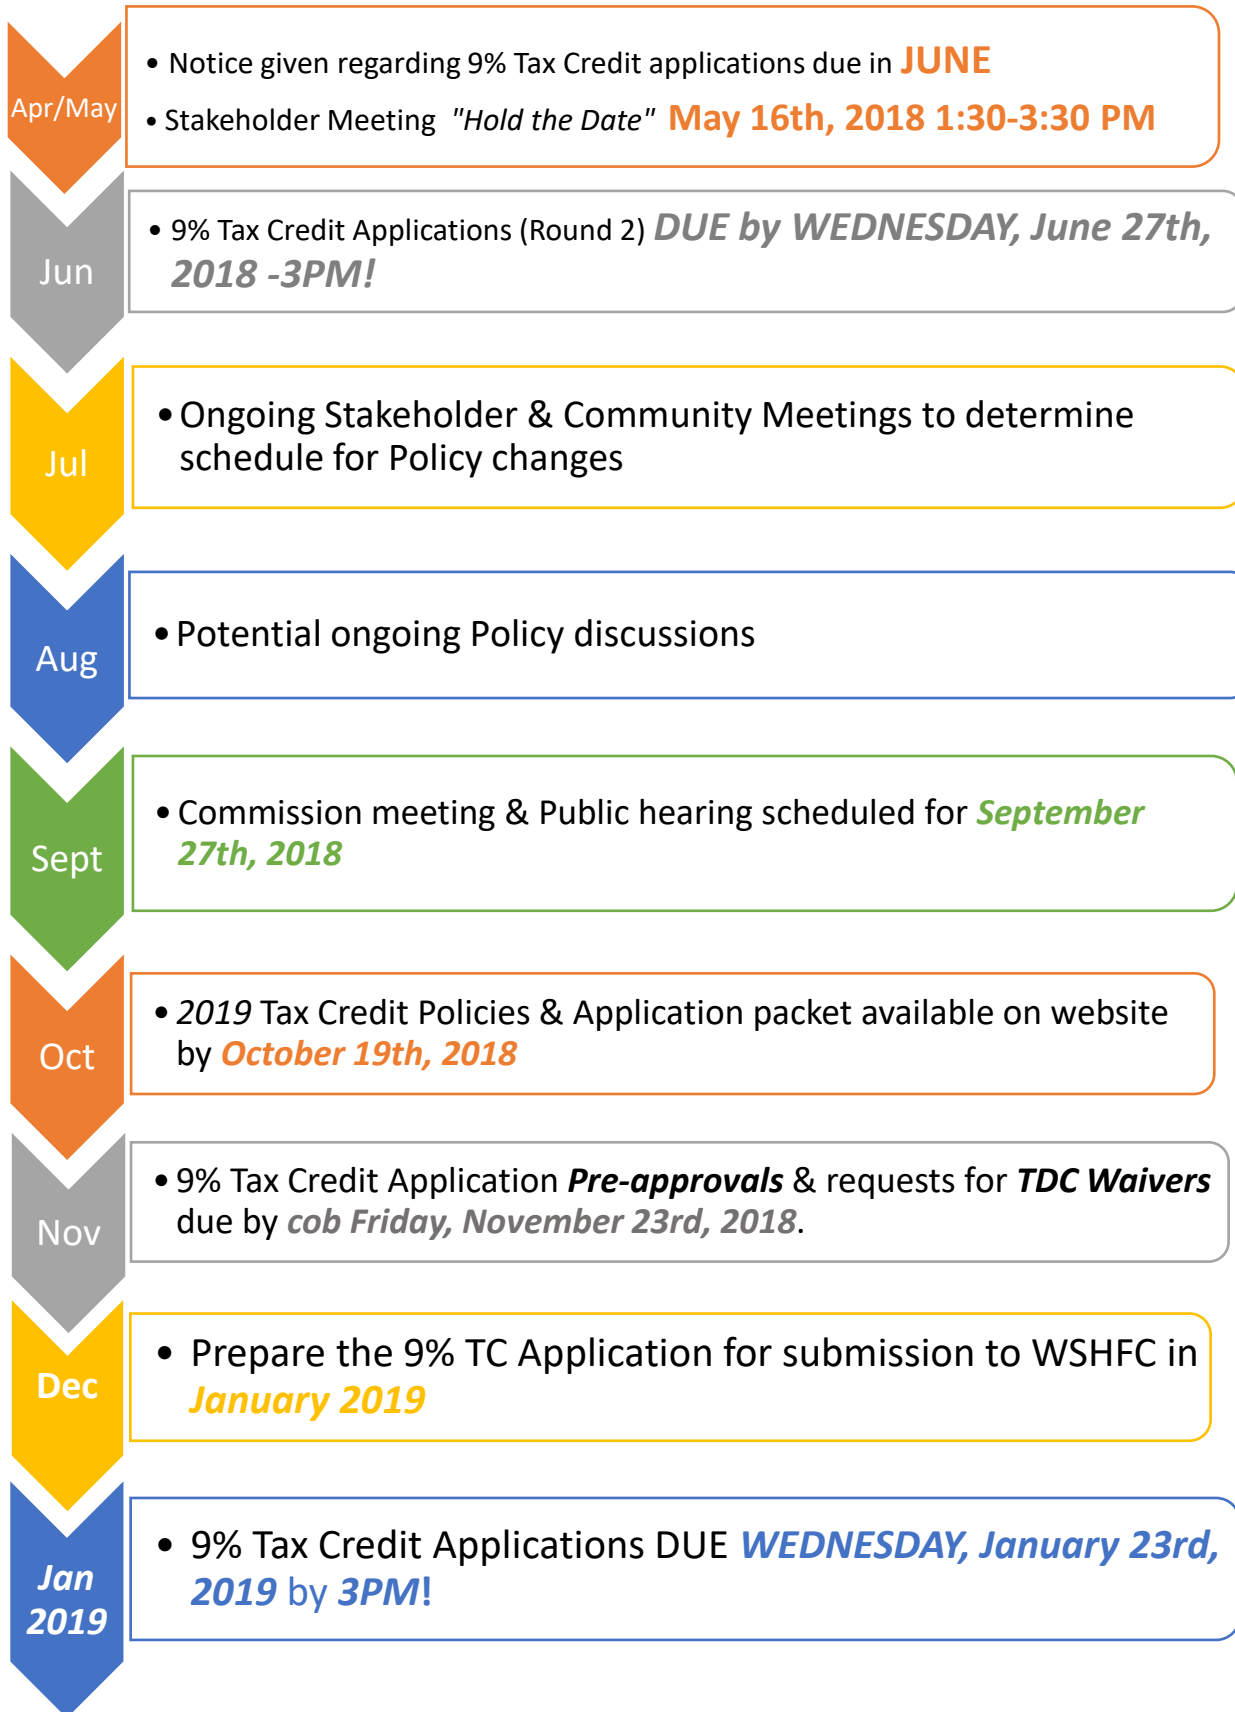 Apr/May
• Notice given regarding 9% Tax Credit applications due in JUNE
• Stakeholder Meeting "Hold the Date" May 16th, 2018 1:30-3:30 PM
Jun
• 9% Tax Credit Applications (Round 2) DUE by WEDNESDAY, June 27th,
2018 -3PM!
Jul
• Ongoing Stakeholder & Community Meetings to determine
schedule for Policy changes
Aug
• Potential ongoing Policy discussions
Sept
• Commission meeting & Public hearing scheduled for September
27th, 2018
Oct
• 2019 Tax Credit Policies & Application packet available on website
by October 19th, 2018
Nov
• 9% Tax Credit Application Pre-approvals & requests for TDC Waivers
due by cob Friday, November 23rd, 2018.
Dec
• Prepare the 9% TC Application for submission to WSHFC in
January 2019
Jan
2019
• 9% Tax Credit Applications DUE WEDNESDAY, January 23rd,
2019 by 3PM!